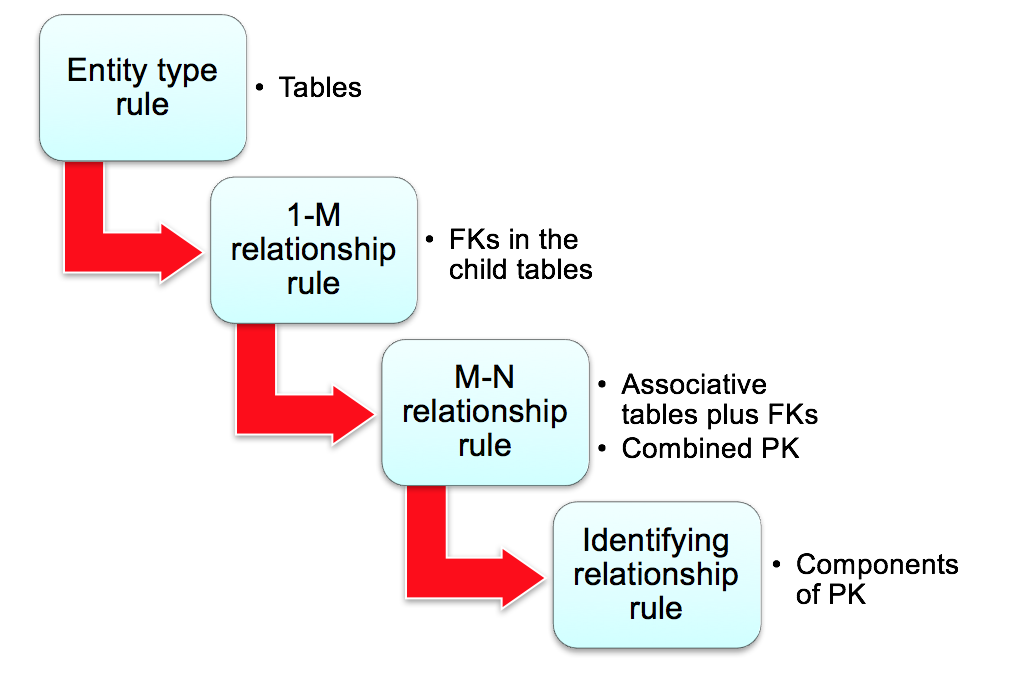 Entity type
rule
• Tables
1-M
relationship
rule
• FKs in the
child tables
M-N
relationship
rule
• Associative
tables plus FKs
• Combined PK
Identifying
relationship
rule
• Components
of PK